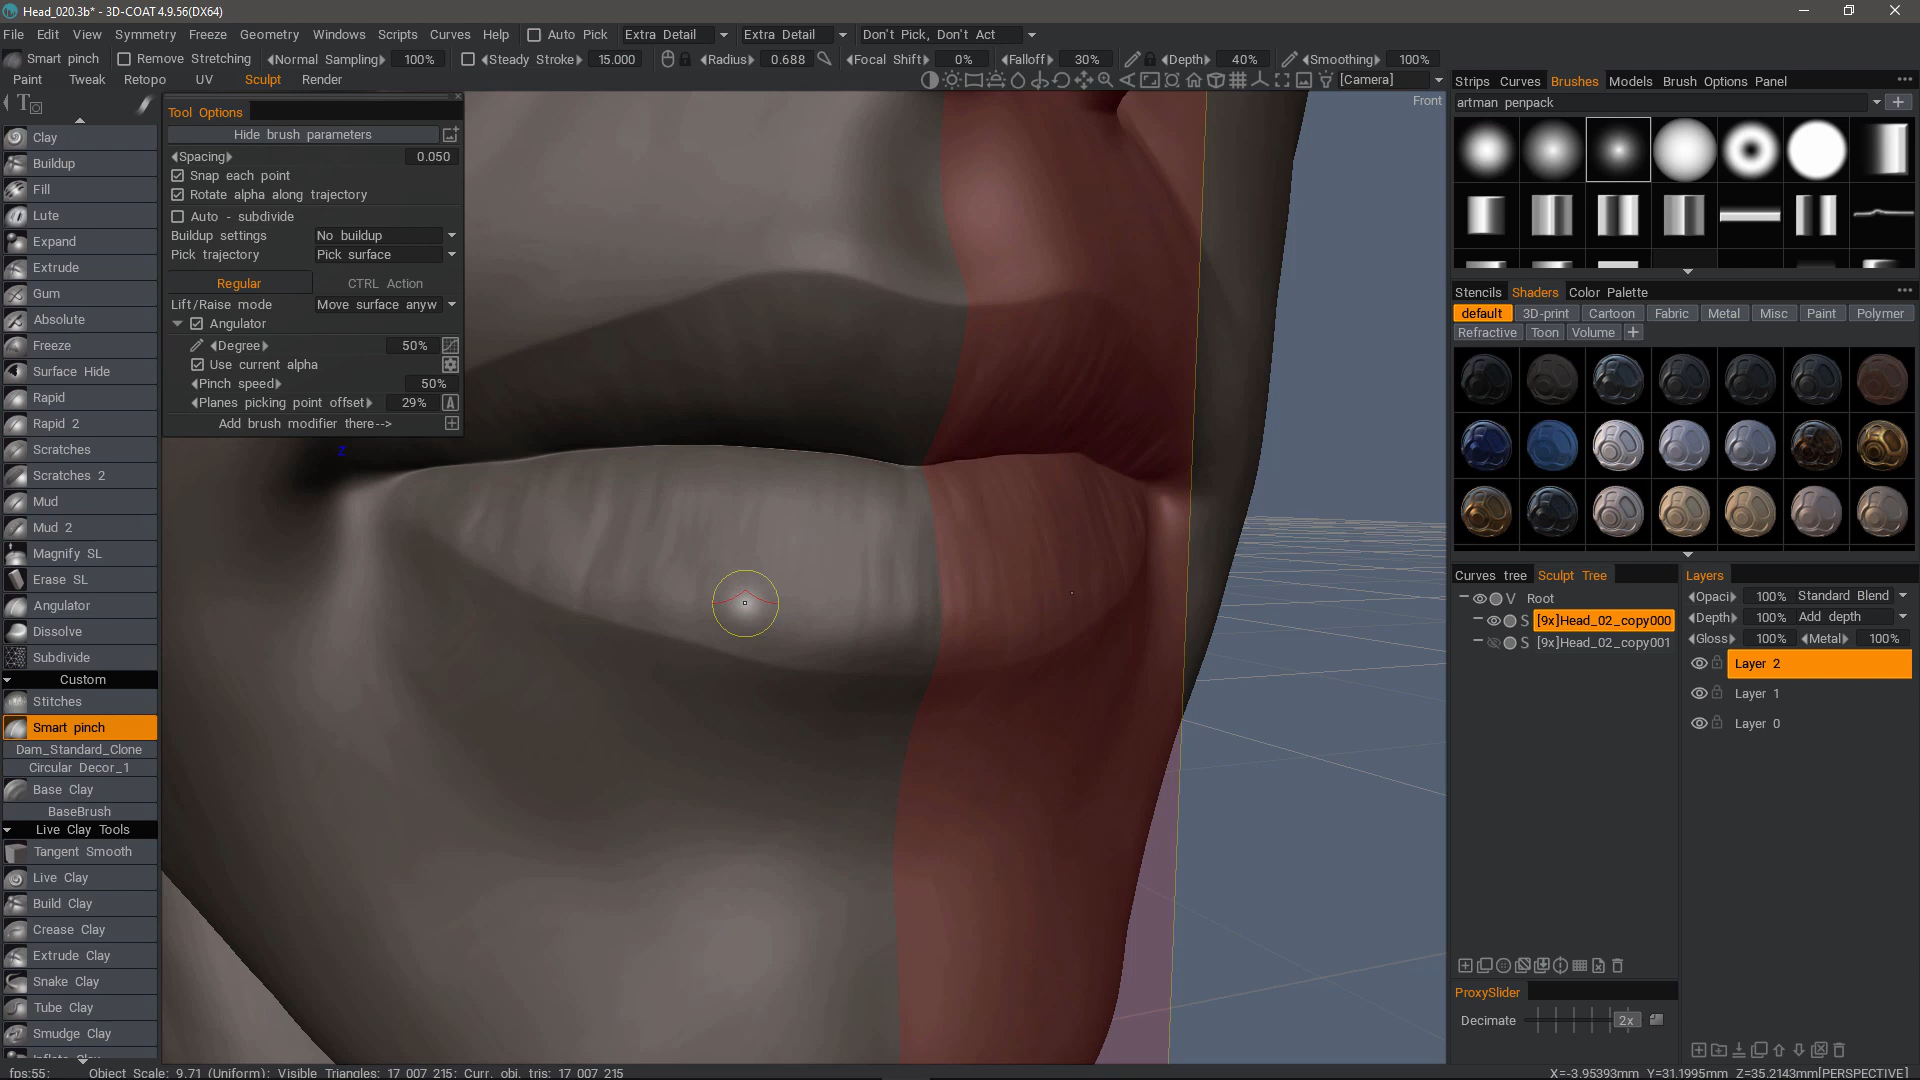 Head_020.3b* - 3D-COAT 4.9.56(DX64)
File Edit View Symmetry Freeze Geometry Windows Scripts Curves Help Auto Pick Extra Detail Extra Detail Don't Pick, Don't Act
Smart pinch Remove Stretching Normal Sampling 100% Steady Stroke 15.000 Radius 0.688 Focal Shift 0% Falloff 30% Depth 40% Smoothing 100%
Paint Tweak Retopo UV Sculpt Render [Camera]
Front
Tool Options
Hide brush parameters
Spacing 0.050
Snap each point
Rotate alpha along trajectory
Auto - subdivide
Buildup settings No buildup
Pick trajectory Pick surface
Regular CTRL Action
Lift/Raise mode Move surface anyw
Angulator
Degree 50%
Use current alpha
Pinch speed 50%
Planes picking point offset 29% A
Add brush modifier there-->
Z
Clay
Buildup
Fill
Lute
Expand
Extrude
Gum
Absolute
Freeze
Surface Hide
Rapid
Rapid 2
Scratches
Scratches 2
Mud
Mud 2
Magnify SL
Erase SL
Angulator
Dissolve
Subdivide
Custom
Stitches
Smart pinch
Dam_Standard_Clone
Circular Decor_1
Base Clay
BaseBrush
Live Clay Tools
Tangent Smooth
Live Clay
Build Clay
Crease Clay
Extrude Clay
Snake Clay
Tube Clay
Smudge Clay
Strips Curves Brushes Models Brush Options Panel
artman penpack
Stencils Shaders Color Palette
default 3D-print Cartoon Fabric Metal Misc Paint Polymer
Refractive Toon Volume
Curves tree Sculpt Tree
V Root
S [9x]Head_02_copy000
S [9x]Head_02_copy001
ProxySlider
Decimate 2x
Layers
Opaci 100% Standard Blend
Depth 100% Add depth
Gloss 100% Metal 100%
Layer 2
Layer 1
Layer 0
fps:55: Object Scale: 9.71 (Uniform); Visible Triangles: 17 007 215; Curr. obj. tris: 17 007 215
X=-3.95393mm Y=31.1995mm Z=35.2143mm[PERSPECTIVE]